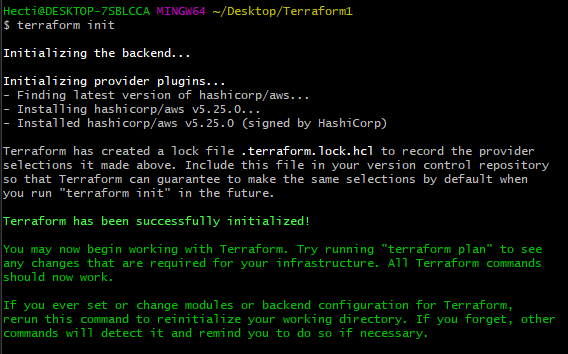 Hecti@DESKTOP-7SBLCCA MINGW64 ~/Desktop/Terraform1
$ terraform init
Initializing the backend...
Initializing provider plugins...
- Finding latest version of hashicorp/aws...
- Installing hashicorp/aws v5.25.0...
- Installed hashicorp/aws v5.25.0 (signed by HashiCorp)
Terraform has created a lock file .terraform.lock.hcl to record the provider
selections it made above. Include this file in your version control repository
so that Terraform can guarantee to make the same selections by default when
you run "terraform init" in the future.
Terraform has been successfully initialized!
You may now begin working with Terraform. Try running "terraform plan" to see
any changes that are required for your infrastructure. All Terraform commands
should now work.
If you ever set or change modules or backend configuration for Terraform,
rerun this command to reinitialize your working directory. If you forget, other
commands will detect it and remind you to do so if necessary.